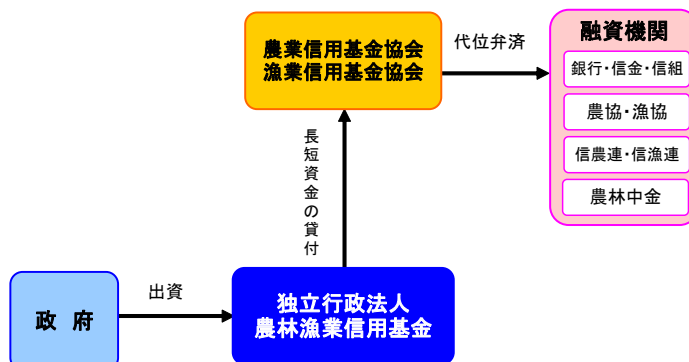 農業信用基金協会
漁業信用基金協会
代位弁済
融資機関
銀行・信金・信組
農協・漁協
信農連・信漁連
農林中金
長短資金の貸付
政 府
出資
独立行政法人
農林漁業信用基金